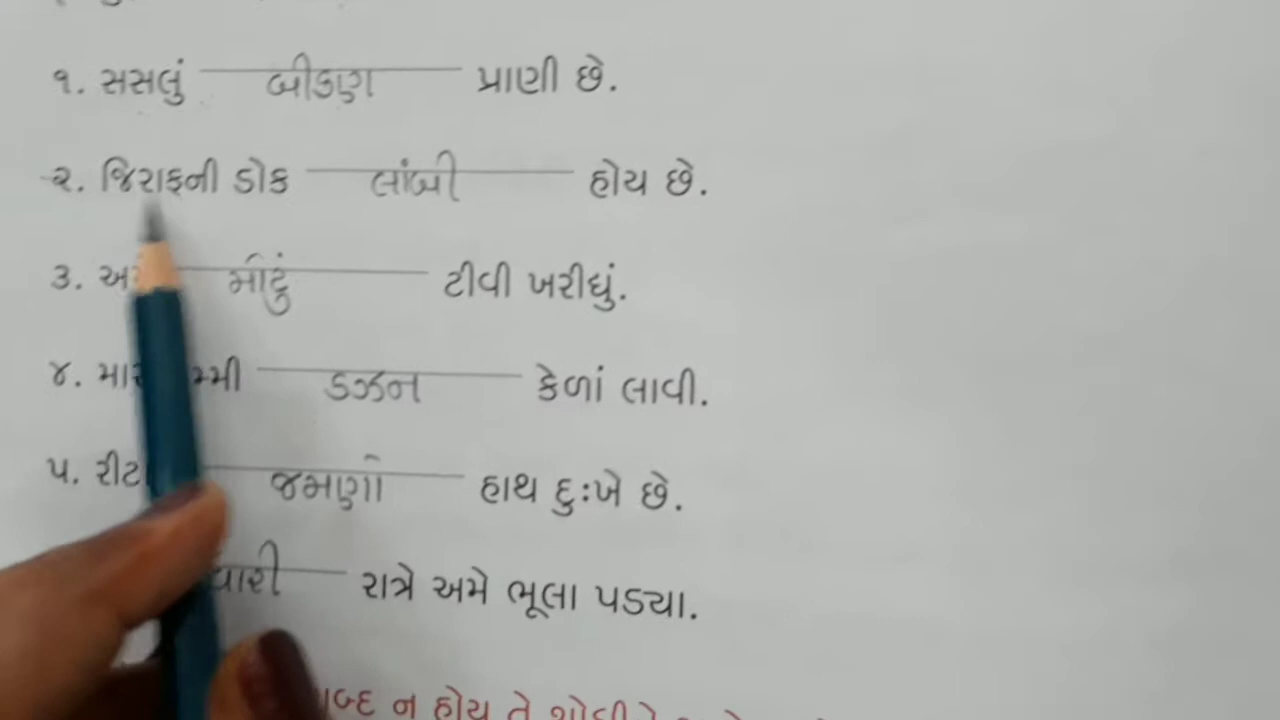 ૧. સસલું બીકણ પ્રાણી છે.
૨. જિરાફની ડોક લાંબી હોય છે.
૩. મોટું ટીવી ખરીધું.
૪. ડઝન કેળાં લાવી.
૫. જમણો હાથ દુઃખે છે.
રાત્રે અમે ભૂલા પડ્યા.
ન હોય તે